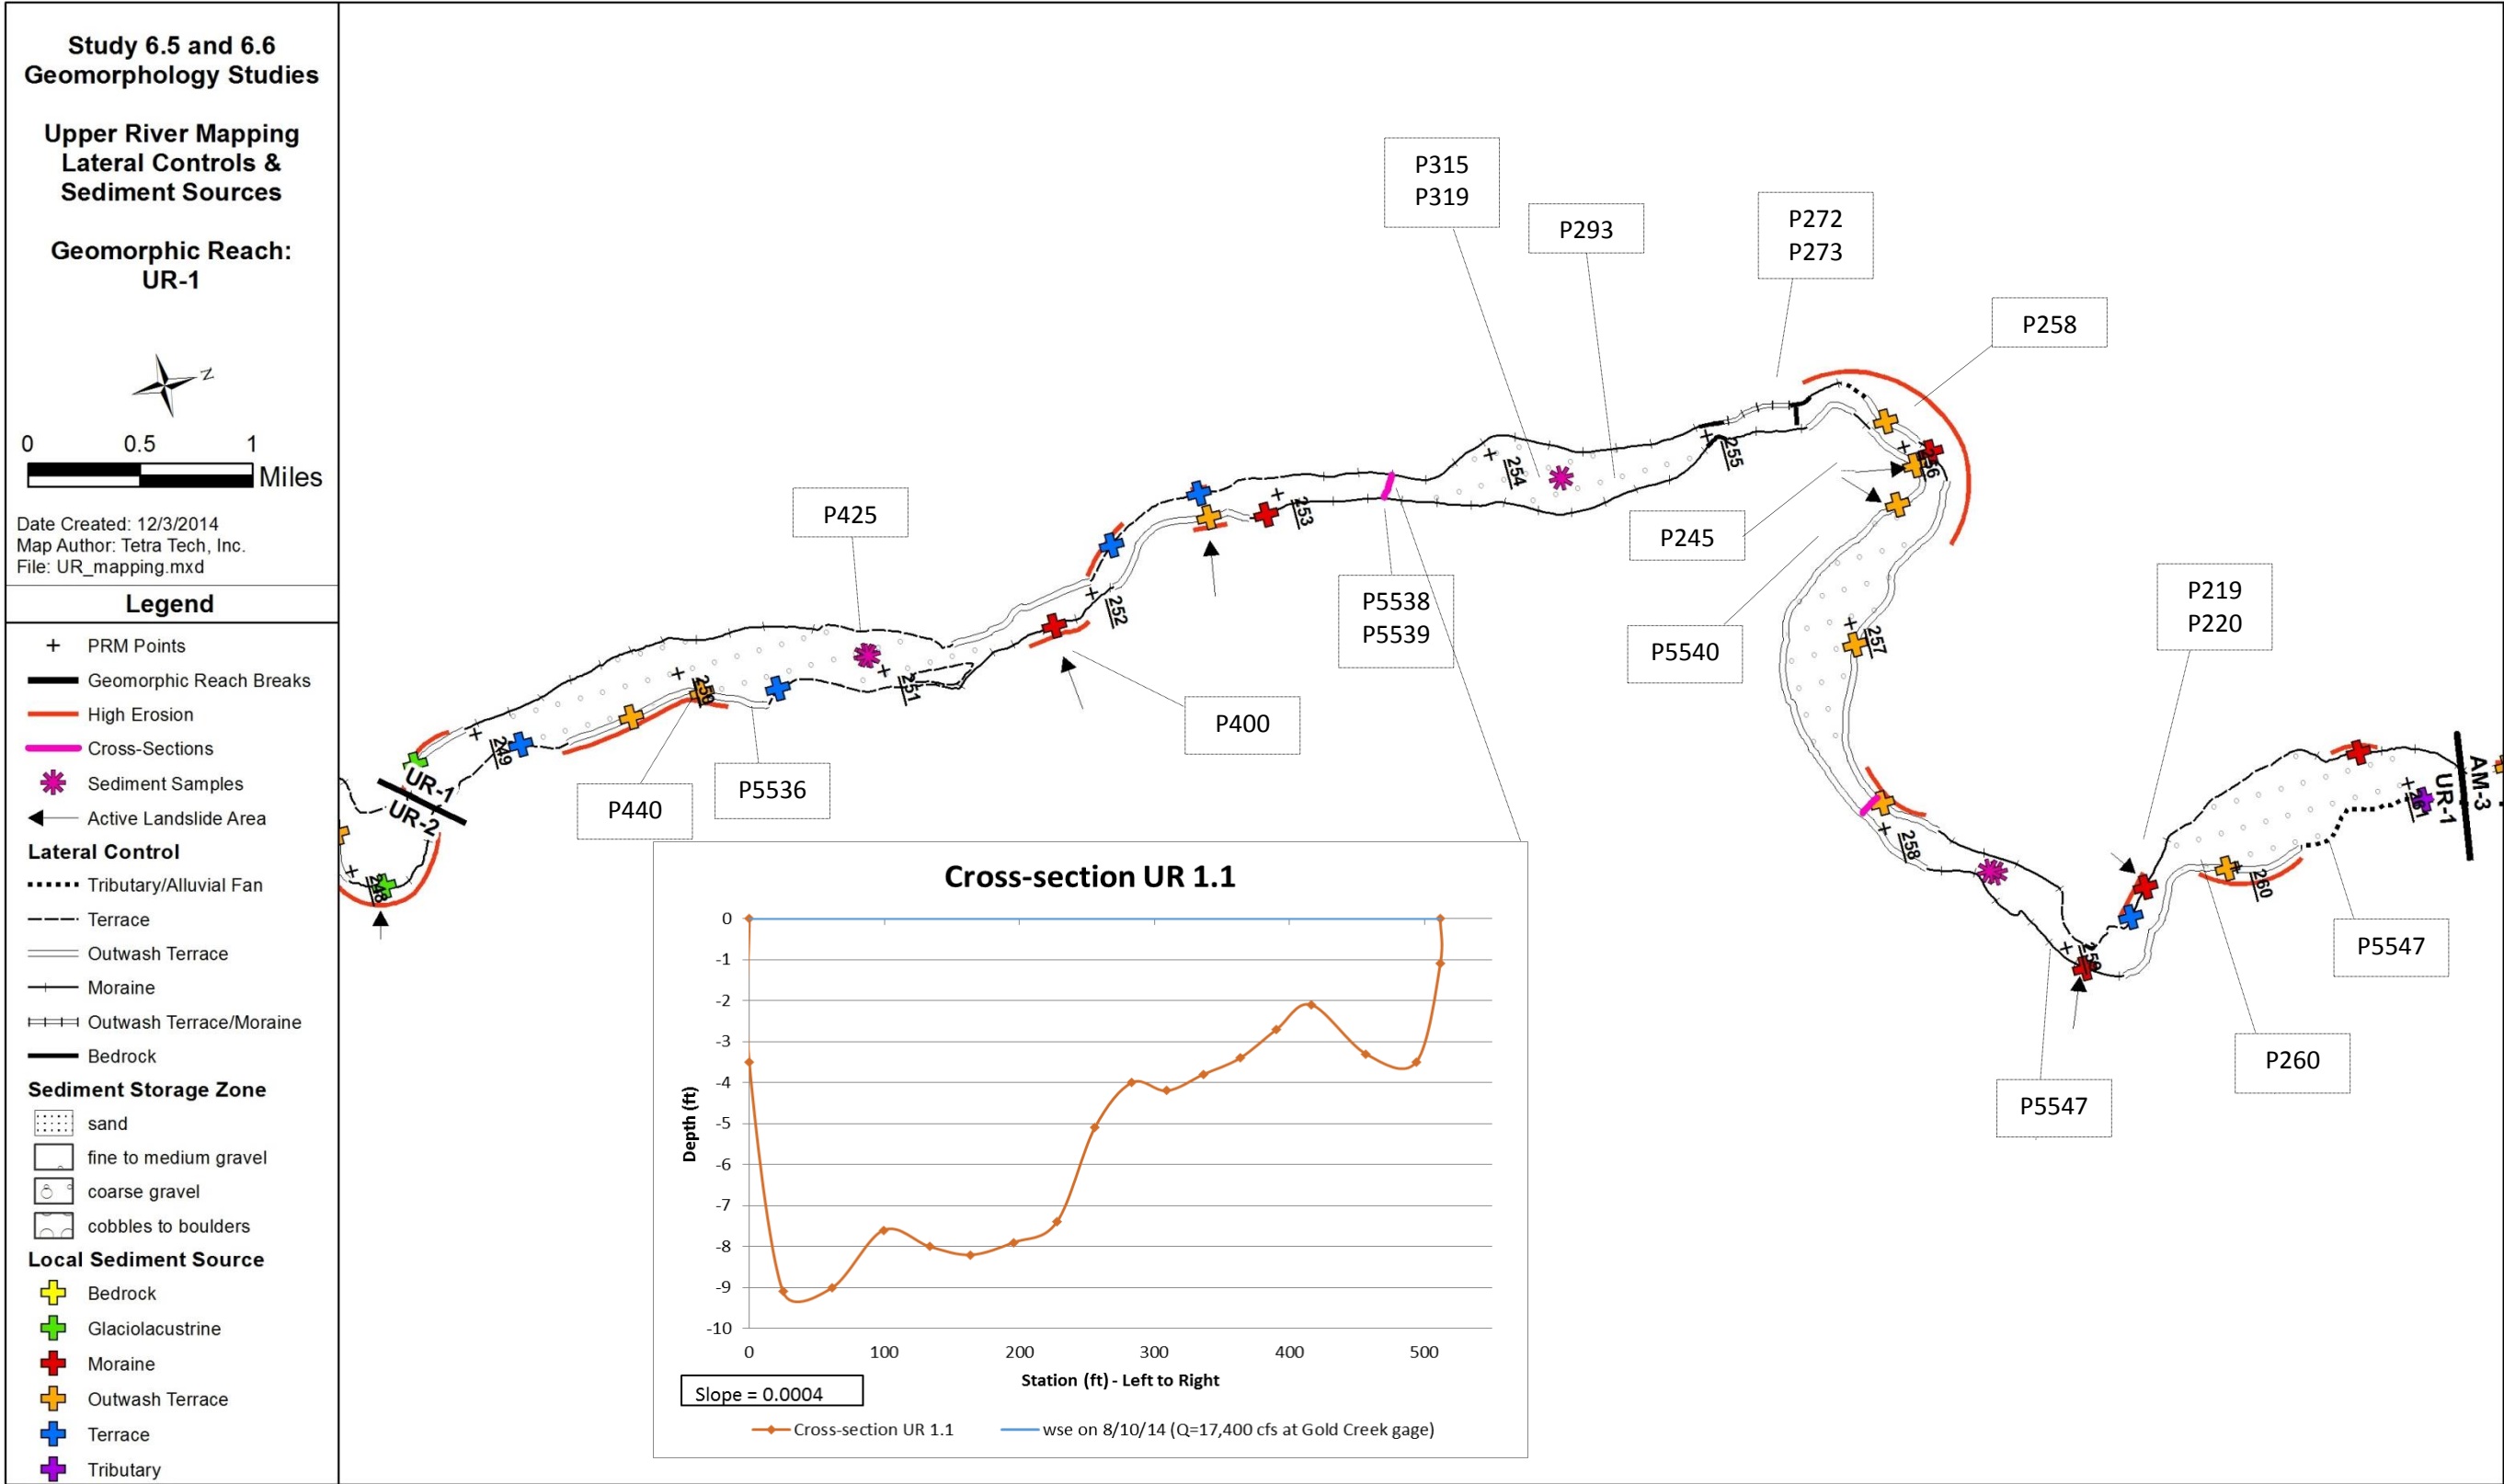 Study 6.5 and 6.6
Geomorphology Studies
Upper River Mapping
Lateral Controls &
Sediment Sources
Geomorphic Reach:
UR-1
N
0 0.5 1
Miles
Date Created: 12/3/2014
Map Author: Tetra Tech, Inc.
File: UR_mapping.mxd
Legend
PRM Points
Geomorphic Reach Breaks
High Erosion
Cross-Sections
Sediment Samples
Active Landslide Area
Lateral Control
Tributary/Alluvial Fan
Terrace
Outwash Terrace
Moraine
Outwash Terrace/Moraine
Bedrock
Sediment Storage Zone
sand
fine to medium gravel
coarse gravel
cobbles to boulders
Local Sediment Source
Bedrock
Glaciolacustrine
Moraine
Outwash Terrace
Terrace
Tributary
P315
P319
P293
P272
P273
P258
P425
P245
P5538
P5539
P5540
P219
P220
P400
P440
P5536
P5547
P260
P5547
UR-1
UR-2
248
249
250
251
252
253
254
255
256
257
258
259
260
261
UR-1
AM-3
Cross-section UR 1.1
0
-1
-2
-3
-4
-5
-6
-7
-8
-9
-10
Depth (ft)
0 100 200 300 400 500
Station (ft) - Left to Right
Slope = 0.0004
Cross-section UR 1.1
wse on 8/10/14 (Q=17,400 cfs at Gold Creek gage)